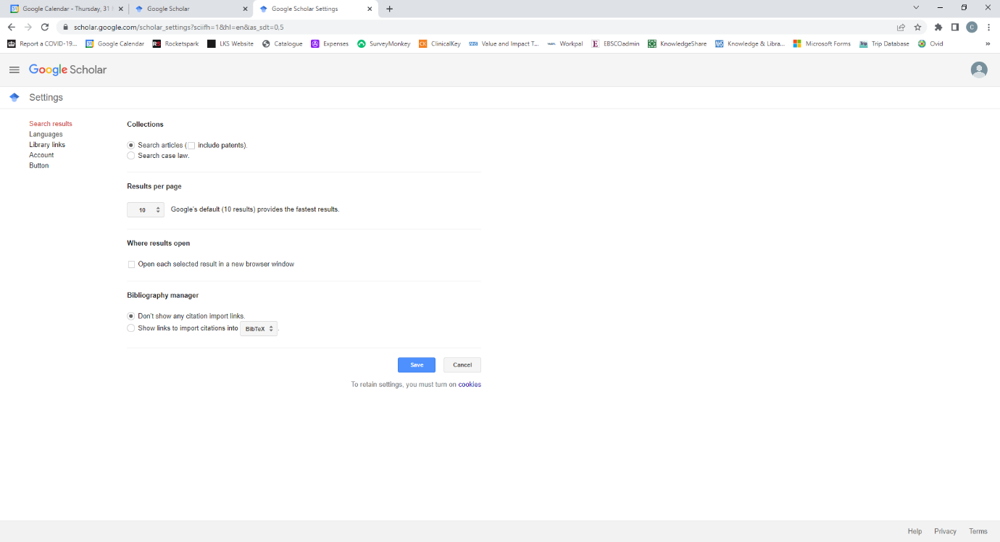 Google Calendar - Thursday, 31
Google Scholar
Google Scholar Settings
scholar.google.com/scholar_settings?sciifh=1&hl=en&as_sdt=0,5
C
Report a COVID-19...
31 Google Calendar
RS Rocketspark
LKS Website
Catalogue
Expenses
SurveyMonkey
CK ClinicalKey
Value and Impact T...
Workpal
E EBSCOadmin
KnowledgeShare
Knowledge & Libra...
Microsoft Forms
Trip Trip Database
Ovid
»
Google Scholar
Settings
Search results
Languages
Library links
Account
Button
Collections
Search articles ( include patents).
Search case law.
Results per page
10 Google's default (10 results) provides the fastest results.
Where results open
Open each selected result in a new browser window
Bibliography manager
Don't show any citation import links.
Show links to import citations into BibTeX .
Save Cancel
To retain settings, you must turn on cookies
Help Privacy Terms